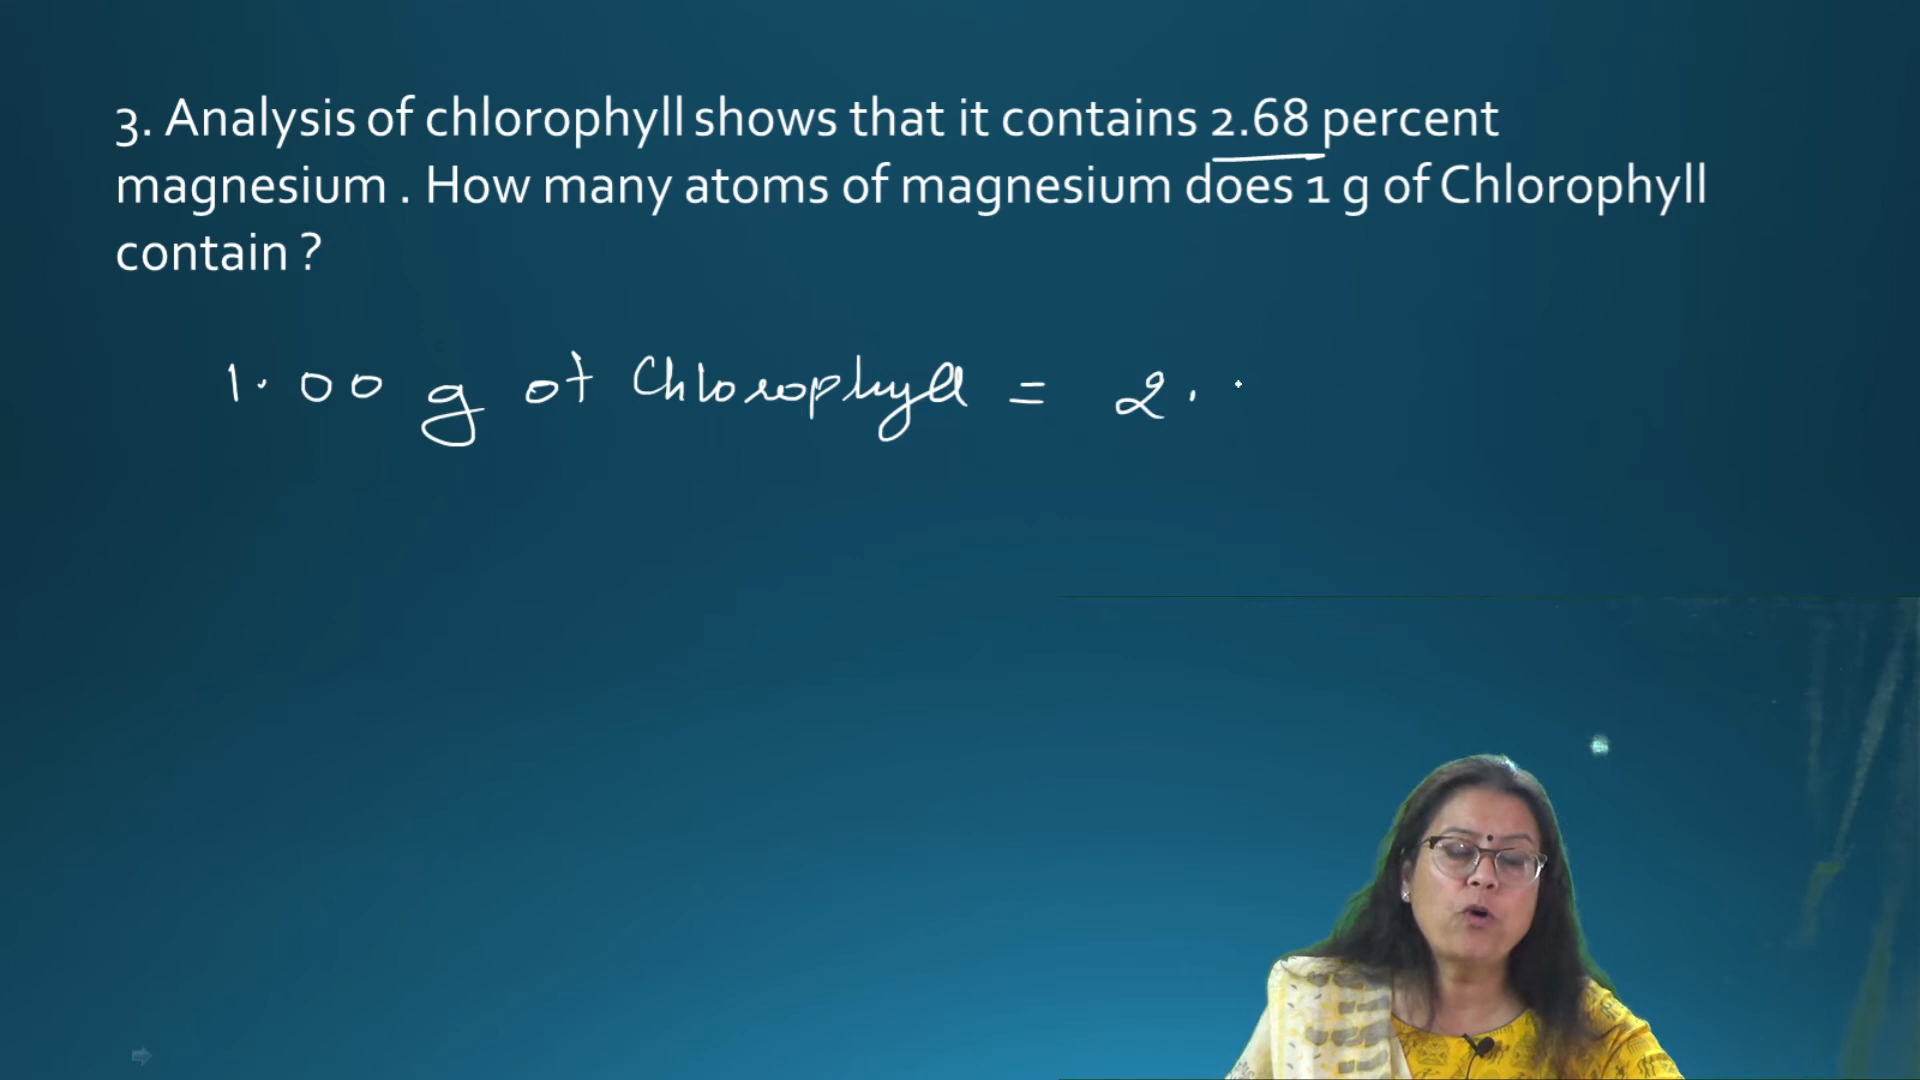 3. Analysis of chlorophyll shows that it contains 2.68 percent
magnesium . How many atoms of magnesium does 1 g of Chlorophyll
contain ?
1.00 g of Chlorophyll = 2.